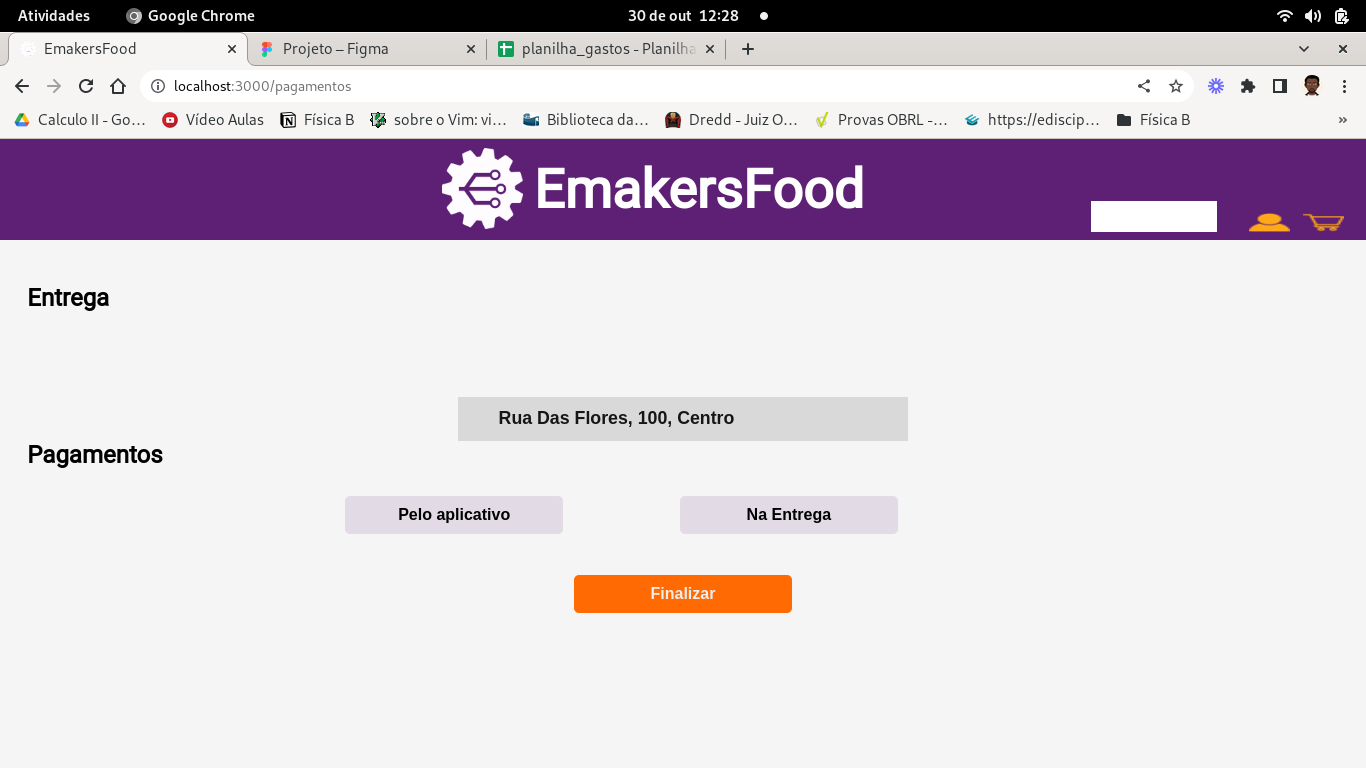 Atividades Google Chrome 30 de out 12:28
EmakersFood Projeto – Figma planilha_gastos - Planilha
localhost:3000/pagamentos
Calculo II - Go… Vídeo Aulas Física B sobre o Vim: vi… Biblioteca da… Dredd - Juiz O… Provas OBRL -… https://ediscip… Física B »
EmakersFood
Entrega
Rua Das Flores, 100, Centro
Pagamentos
Pelo aplicativo Na Entrega
Finalizar